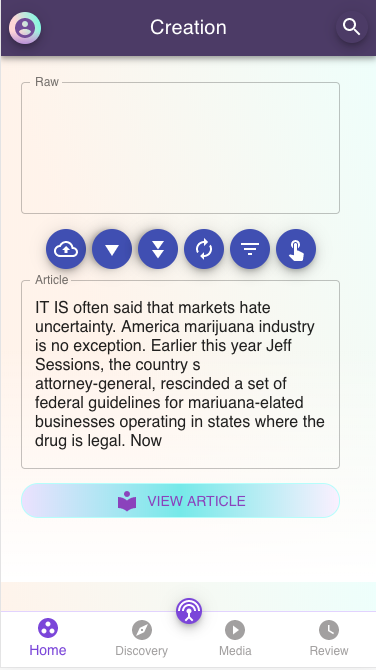 Creation
Raw
Article
IT IS often said that markets hate
uncertainty. America marijuana industry
is no exception. Earlier this year Jeff
Sessions, the country s
attorney-general, rescinded a set of
federal guidelines for mariuana-elated
businesses operating in states where the
drug is legal. Now
VIEW ARTICLE
Home
Discovery
Media
Review